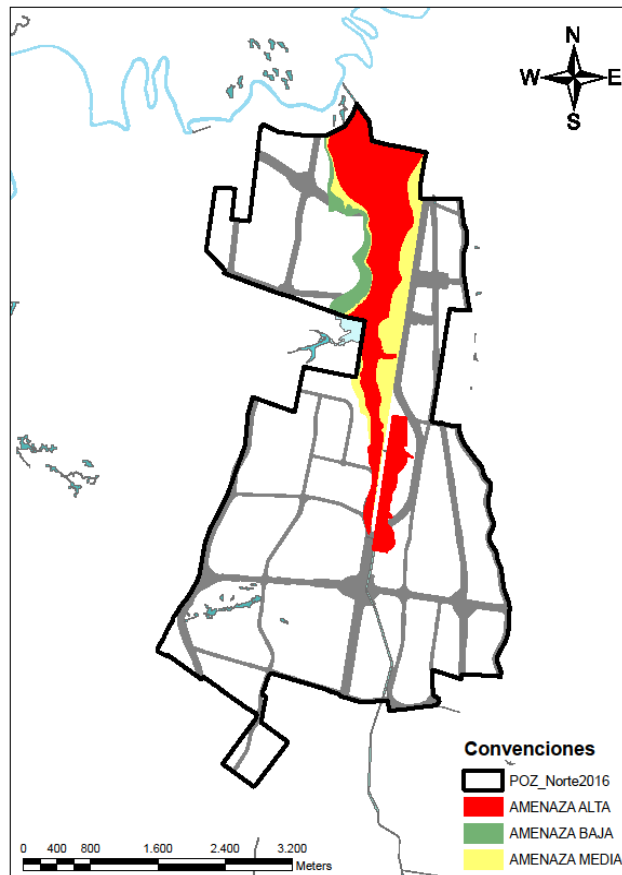 N
W E
S
Convenciones
POZ_Norte2016
AMENAZA ALTA
AMENAZA BAJA
AMENAZA MEDIA
0 400 800 1.600 2.400 3.200
Meters